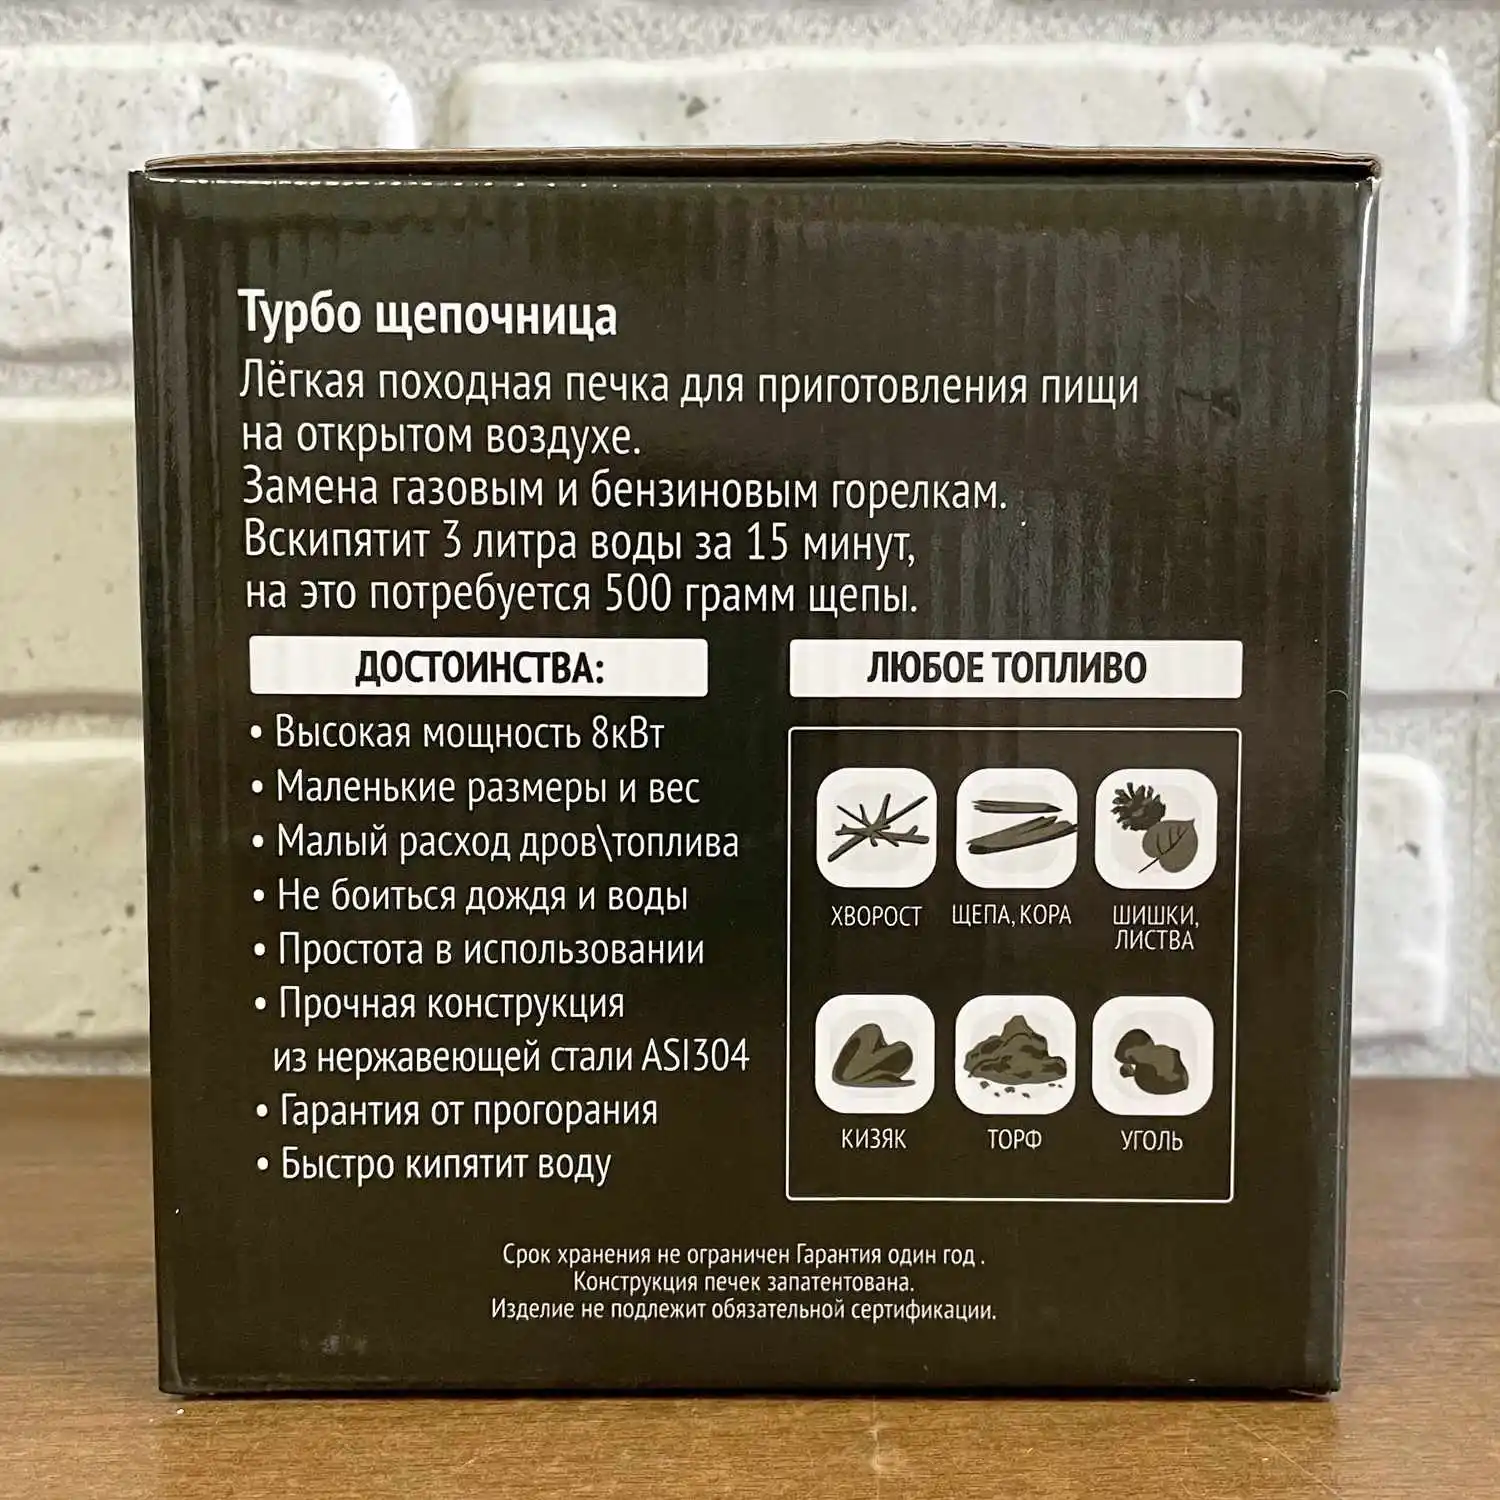 Турбо щепочница
Лёгкая походная печка для приготовления пищи
на открытом воздухе.
Замена газовым и бензиновым горелкам.
Вскипятит 3 литра воды за 15 минут,
на это потребуется 500 грамм щепы.
ДОСТОИНСТВА:
• Высокая мощность 8кВт
• Маленькие размеры и вес
• Малый расход дров\топлива
• Не боиться дождя и воды
• Простота в использовании
• Прочная конструкция
из нержавеющей стали ASI304
• Гарантия от прогорания
• Быстро кипятит воду
ЛЮБОЕ ТОПЛИВО
ХВОРОСТ
ЩЕПА, КОРА
ШИШКИ,
ЛИСТВА
КИЗЯК
ТОРФ
УГОЛЬ
Срок хранения не ограничен Гарантия один год .
Конструкция печек запатентована.
Изделие не подлежит обязательной сертификации.